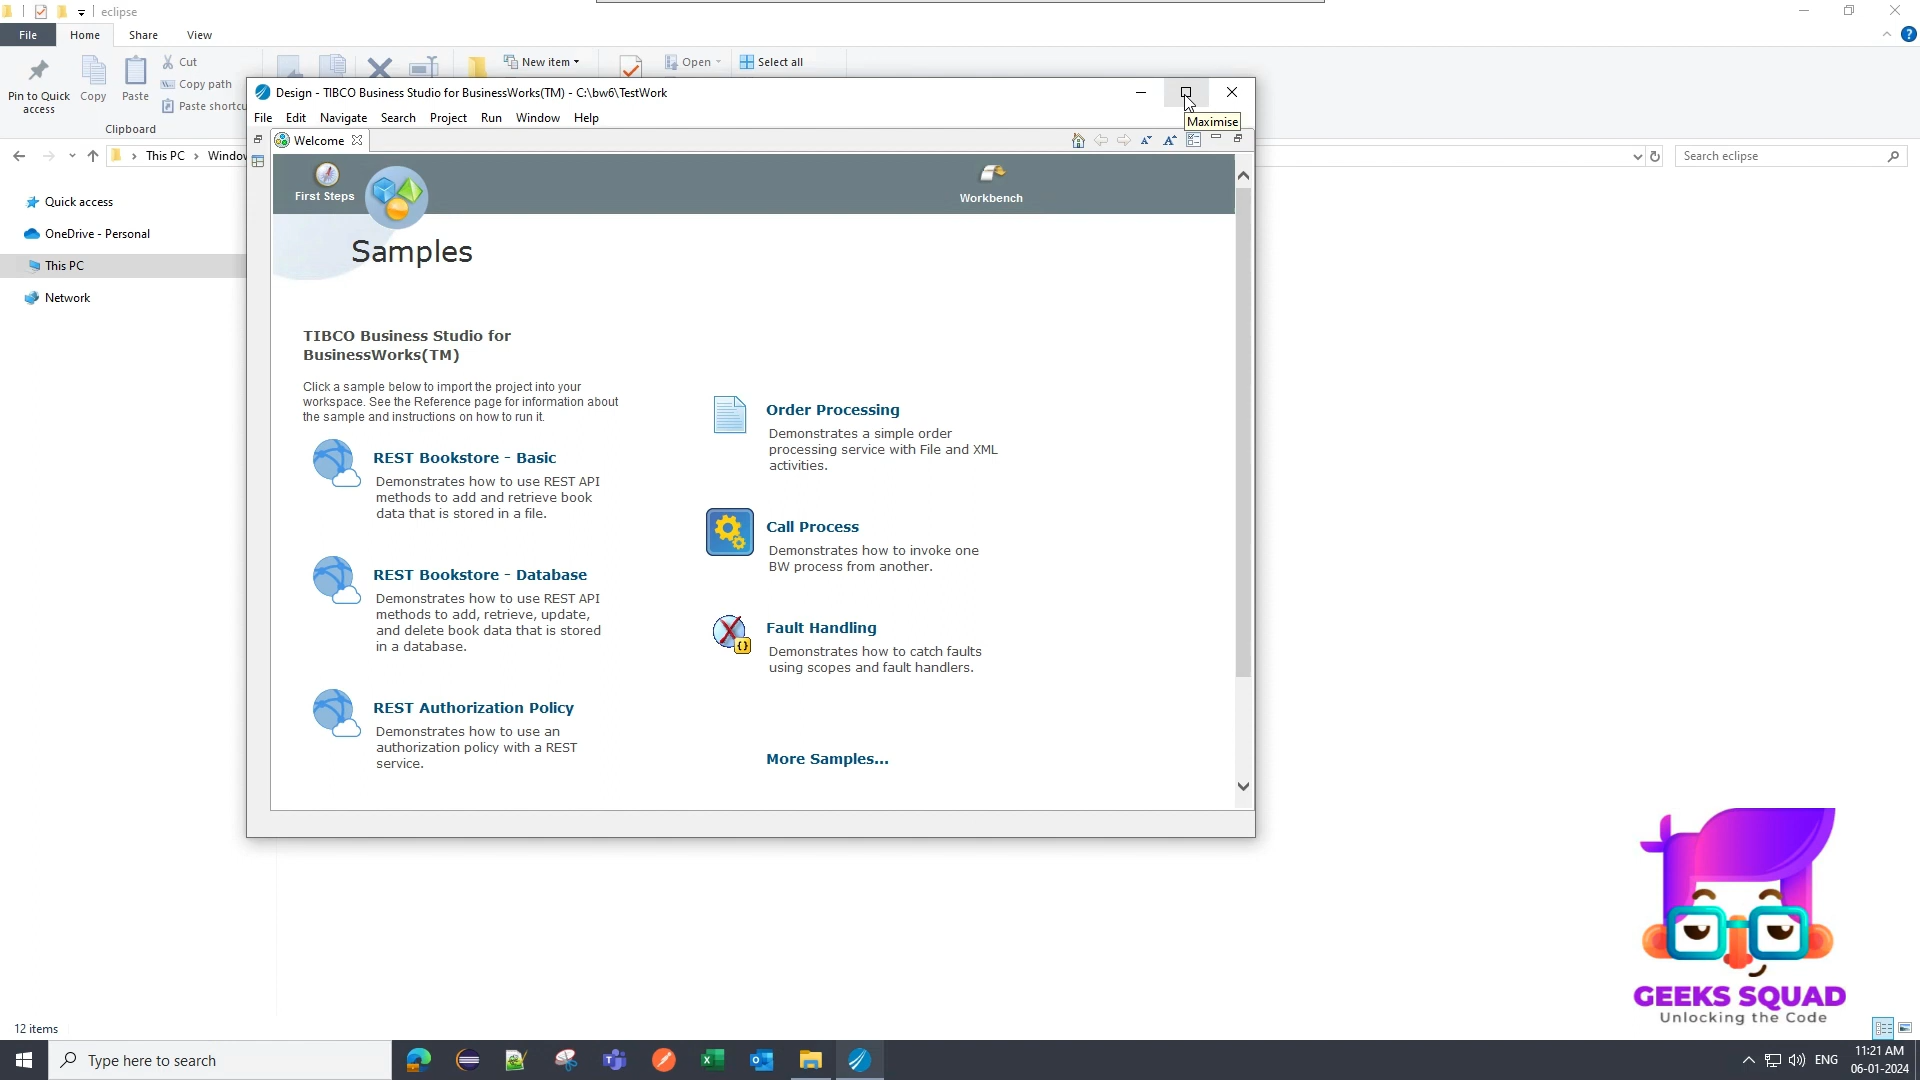 eclipse
File
Home
Share
View
Pin to Quick
access
Copy
Paste
Cut
Copy path
Paste shortcu
Clipboard
New item
Open
Select all
This PC
Window
Search eclipse
Quick access
OneDrive - Personal
This PC
Network
Design - TIBCO Business Studio for BusinessWorks(TM) - C:\bw6\TestWork
File Edit Navigate Search Project Run Window Help
Maximise
Welcome
First Steps
Workbench
Samples
TIBCO Business Studio for
BusinessWorks(TM)
Click a sample below to import the project into your
workspace. See the Reference page for information about
the sample and instructions on how to run it.
REST Bookstore - Basic
Demonstrates how to use REST API
methods to add and retrieve book
data that is stored in a file.
REST Bookstore - Database
Demonstrates how to use REST API
methods to add, retrieve, update,
and delete book data that is stored
in a database.
REST Authorization Policy
Demonstrates how to use an
authorization policy with a REST
service.
Order Processing
Demonstrates a simple order
processing service with File and XML
activities.
Call Process
Demonstrates how to invoke one
BW process from another.
Fault Handling
Demonstrates how to catch faults
using scopes and fault handlers.
More Samples...
GEEKS SQUAD
Unlocking the Code
12 items
Type here to search
ENG
11:21 AM
06-01-2024